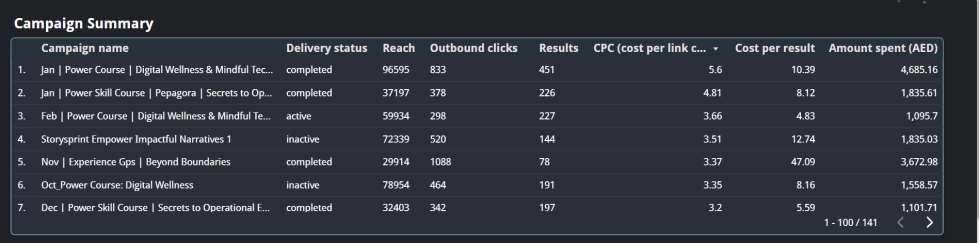 Campaign Summary
Campaign name Delivery status Reach Outbound clicks Results CPC (cost per link c... Cost per result Amount spent (AED)
1. Jan | Power Course | Digital Wellness & Mindful Tec... completed 96595 833 451 5.6 10.39 4,685.16
2. Jan | Power Skill Course | Pepagora | Secrets to Op... completed 37197 378 226 4.81 8.12 1,835.61
3. Feb | Power Course | Digital Wellness & Mindful Te... active 59934 298 227 3.66 4.83 1,095.7
4. Storysprint Empower Impactful Narratives 1 inactive 72339 520 144 3.51 12.74 1,835.03
5. Nov | Experience Gps | Beyond Boundaries completed 29914 1088 78 3.37 47.09 3,672.98
6. Oct_Power Course: Digital Wellness inactive 78954 464 191 3.35 8.16 1,558.57
7. Dec | Power Skill Course | Secrets to Operational E... completed 32403 342 197 3.2 5.59 1,101.71
1 - 100 / 141